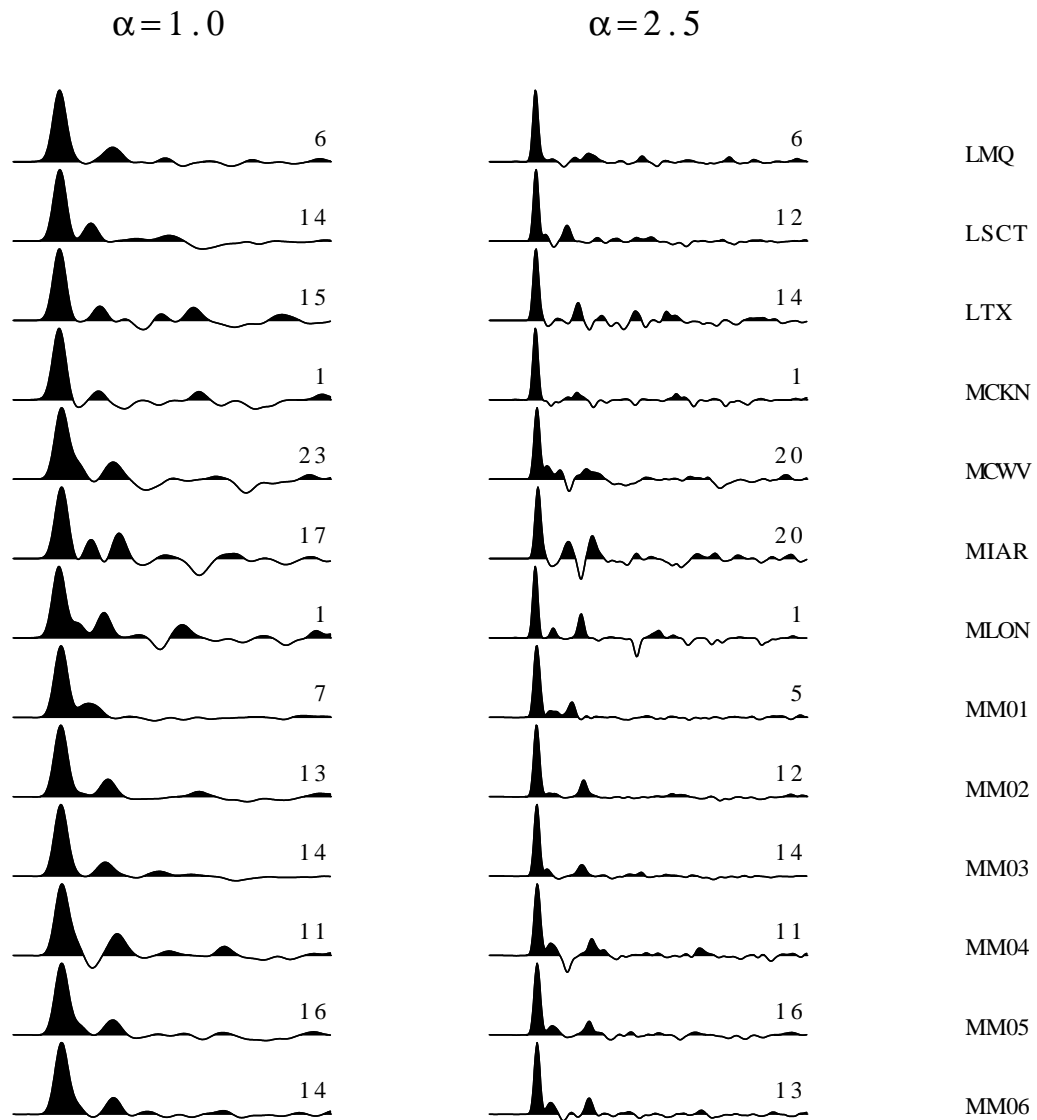 α=1.0 α=2.5
6 6 LMQ
14 12 LSCT
15 14 LTX
1 1 MCKN
23 20 MCWV
17 20 MIAR
1 1 MLON
7 5 MM01
13 12 MM02
14 14 MM03
11 11 MM04
16 16 MM05
14 13 MM06